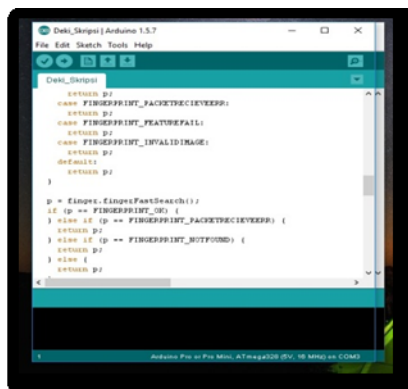 Deki_Skripsi | Arduino 1.5.7
File Edit Sketch Tools Help
Deki_Skripsi
return p;
case FINGERPRINT_PACKETRECIEVEERR:
return p;
case FINGERPRINT_FEATUREFAIL:
return p;
case FINGERPRINT_INVALIDIMAGE:
return p;
default:
return p;
}
p = finger.fingerFastSearch();
if (p == FINGERPRINT_OK) {
} else if (p == FINGERPRINT_PACKETRECIEVEERR) {
return p;
} else if (p == FINGERPRINT_NOTFOUND) {
return p;
} else {
return p;
1
Arduino Pro or Pro Mini, ATmega328 (5V, 16 MHz) on COM3